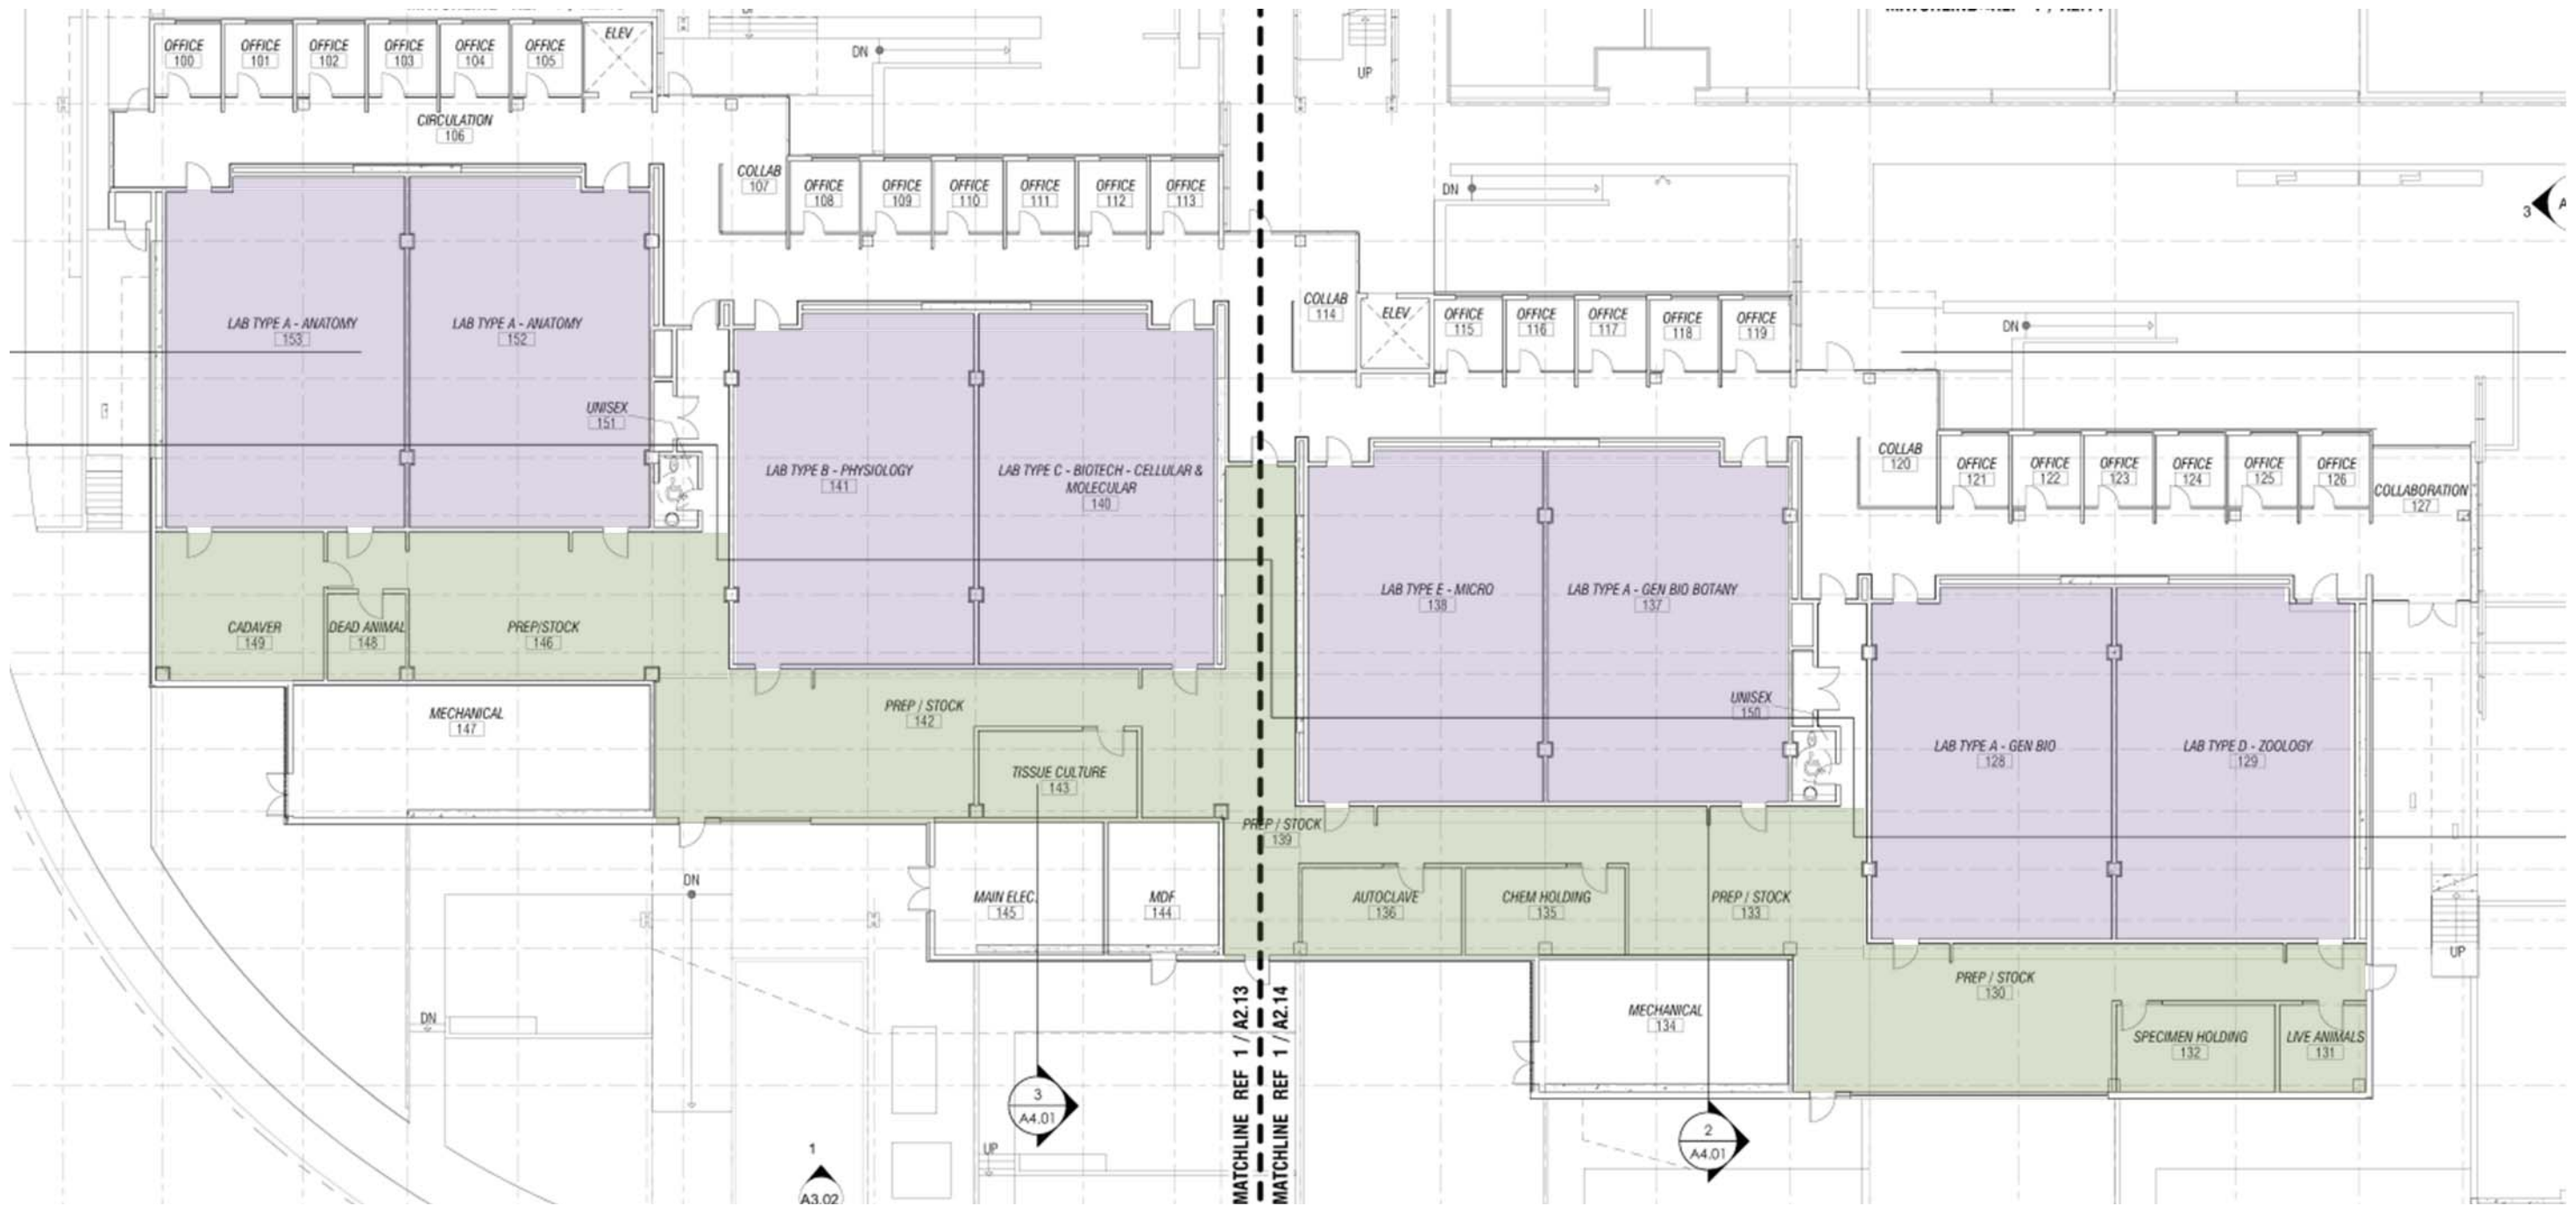 OFFICE
100
OFFICE
101
OFFICE
102
OFFICE
103
OFFICE
104
OFFICE
105
ELEV
DN
UP
CIRCULATION
106
COLLAB
107
OFFICE
108
OFFICE
109
OFFICE
110
OFFICE
111
OFFICE
112
OFFICE
113
DN
3
COLLAB
114
ELEV
OFFICE
115
OFFICE
116
OFFICE
117
OFFICE
118
OFFICE
119
DN
LAB TYPE A - ANATOMY
153
LAB TYPE A - ANATOMY
152
UNISEX
151
LAB TYPE B - PHYSIOLOGY
141
LAB TYPE C - BIOTECH - CELLULAR &
MOLECULAR
140
COLLAB
120
OFFICE
121
OFFICE
122
OFFICE
123
OFFICE
124
OFFICE
125
OFFICE
126
COLLABORATION
127
LAB TYPE E - MICRO
138
LAB TYPE A - GEN BIO BOTANY
137
CADAVER
149
DEAD ANIMAL
148
PREP/STOCK
146
MECHANICAL
147
PREP / STOCK
142
TISSUE CULTURE
143
UNISEX
150
LAB TYPE A - GEN BIO
128
LAB TYPE D - ZOOLOGY
129
PREP / STOCK
139
DN
MAIN ELEC.
145
MDF
144
AUTOCLAVE
136
CHEM HOLDING
135
PREP / STOCK
133
UP
PREP / STOCK
130
DN
MECHANICAL
134
SPECIMEN HOLDING
132
LIVE ANIMALS
131
MATCHLINE REF 1 / A2.13
MATCHLINE REF 1 / A2.14
3
A4.01
2
A4.01
UP
1
A3.02